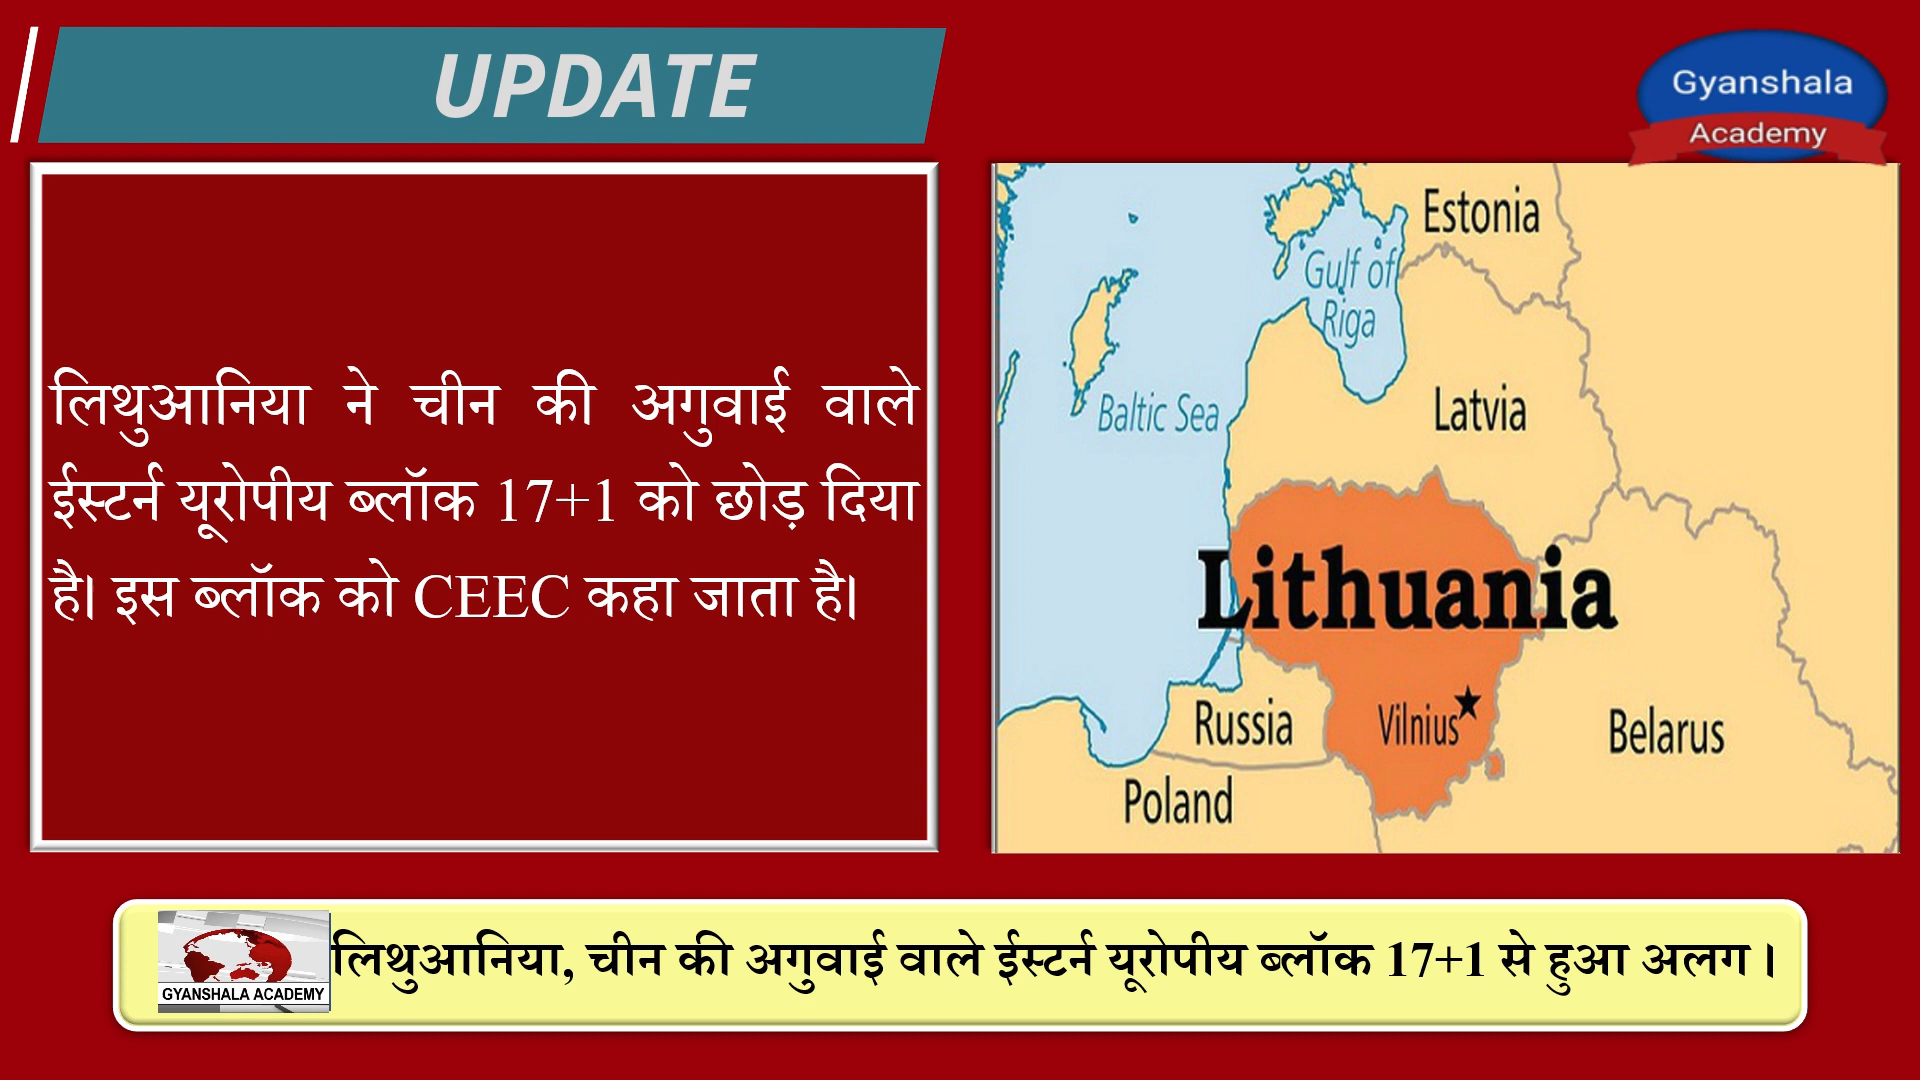 UPDATE
Gyanshala
Academy
लिथुआनिया ने चीन की अगुवाई वाले
ईस्टर्न यूरोपीय ब्लॉक 17+1 को छोड़ दिया
है। इस ब्लॉक को CEEC कहा जाता है।
Estonia
Gulf of
Riga
Baltic Sea
Latvia
Lithuania
Russia
Vilnius
Belarus
Poland
GYANSHALA ACADEMY
लिथुआनिया, चीन की अगुवाई वाले ईस्टर्न यूरोपीय ब्लॉक 17+1 से हुआ अलग ।